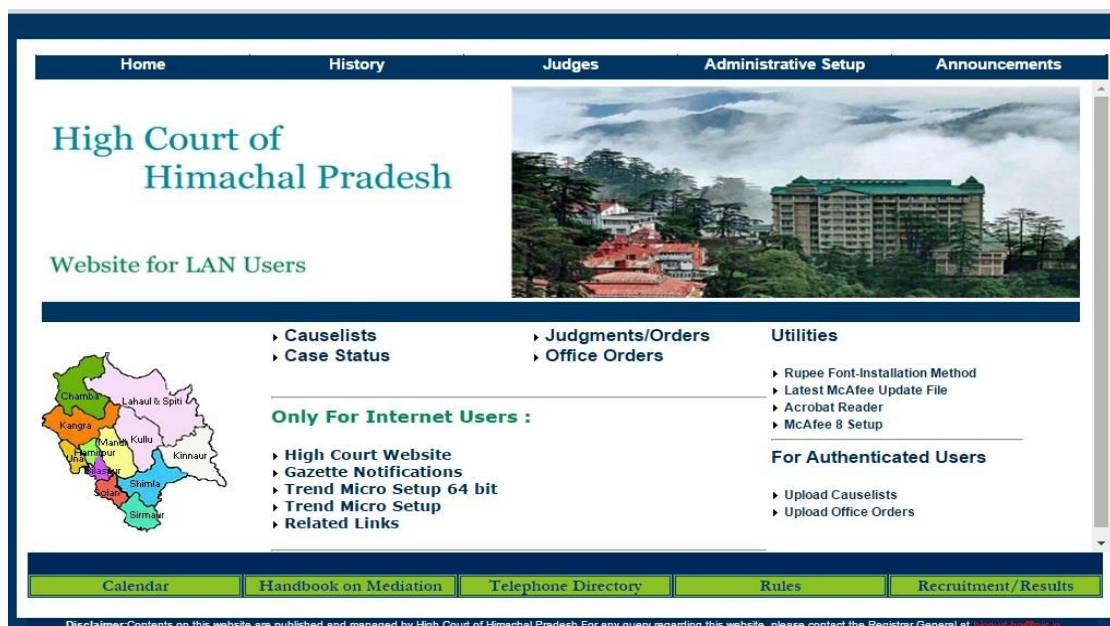 Home History Judges Administrative Setup Announcements
High Court of
Himachal Pradesh
Website for LAN Users
Causelists
Case Status
Judgments/Orders
Office Orders
Utilities
Rupee Font-Installation Method
Latest McAfee Update File
Acrobat Reader
McAfee 8 Setup
Only For Internet Users :
High Court Website
Gazette Notifications
Trend Micro Setup 64 bit
Trend Micro Setup
Related Links
For Authenticated Users
Upload Causelists
Upload Office Orders
Chamba
Lahaul & Spiti
Kangra
Mandi
Kullu
Hamirpur
Una
Kinnaur
Bilaspur
Shimla
Solan
Sirmaur
Calendar Handbook on Mediation Telephone Directory Rules Recruitment/Results
Disclaimer:Contents on this website are published and managed by High Court of Himachal Pradesh For any query regarding this website, please contact the Registrar General at